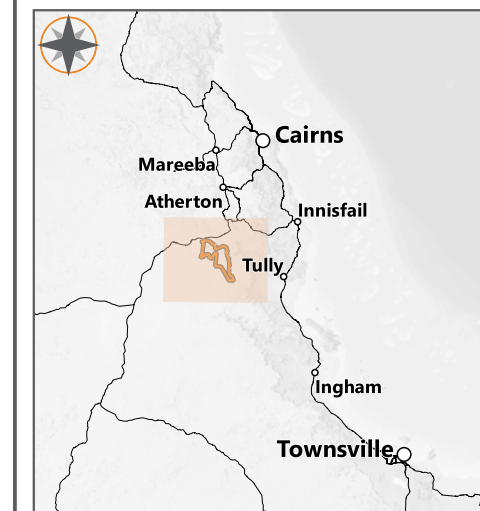 Cairns
Mareeba
Atherton
Innisfail
Tully
Ingham
Townsville